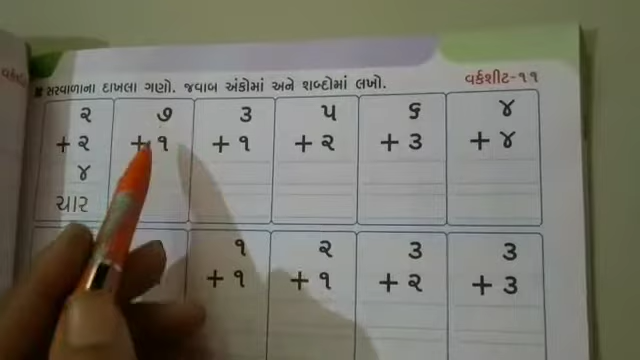 સરવાળાના દાખલા ગણો. જવાબ અંકોમાં અને શબ્દોમાં લખો. વર્કશીટ-૧૧
૨ ૭ ૩ ૫ ૬ ૪
+ ૨ + ૧ + ૧ + ૨ + ૩ + ૪
૪
ચાર
૧ ૨ ૩ ૩
+ ૧ + ૧ + ૨ + ૩